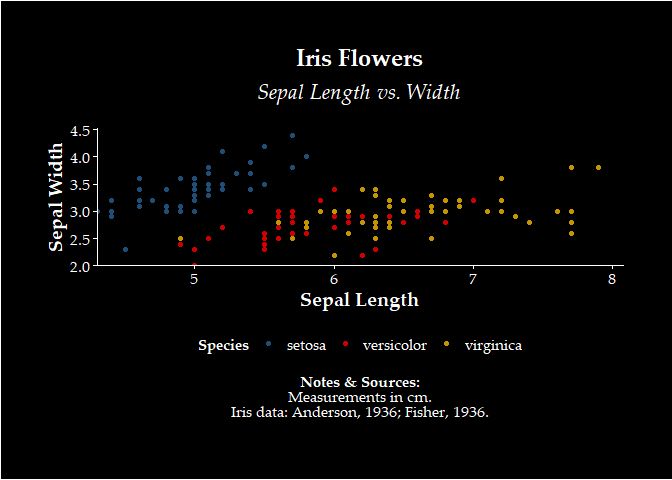 Iris Flowers
Sepal Length vs. Width
Sepal Width
4.5
4.0
3.5
3.0
2.5
2.0
5 6 7 8
Sepal Length
Species setosa versicolor virginica
Notes & Sources:
Measurements in cm.
Iris data: Anderson, 1936; Fisher, 1936.